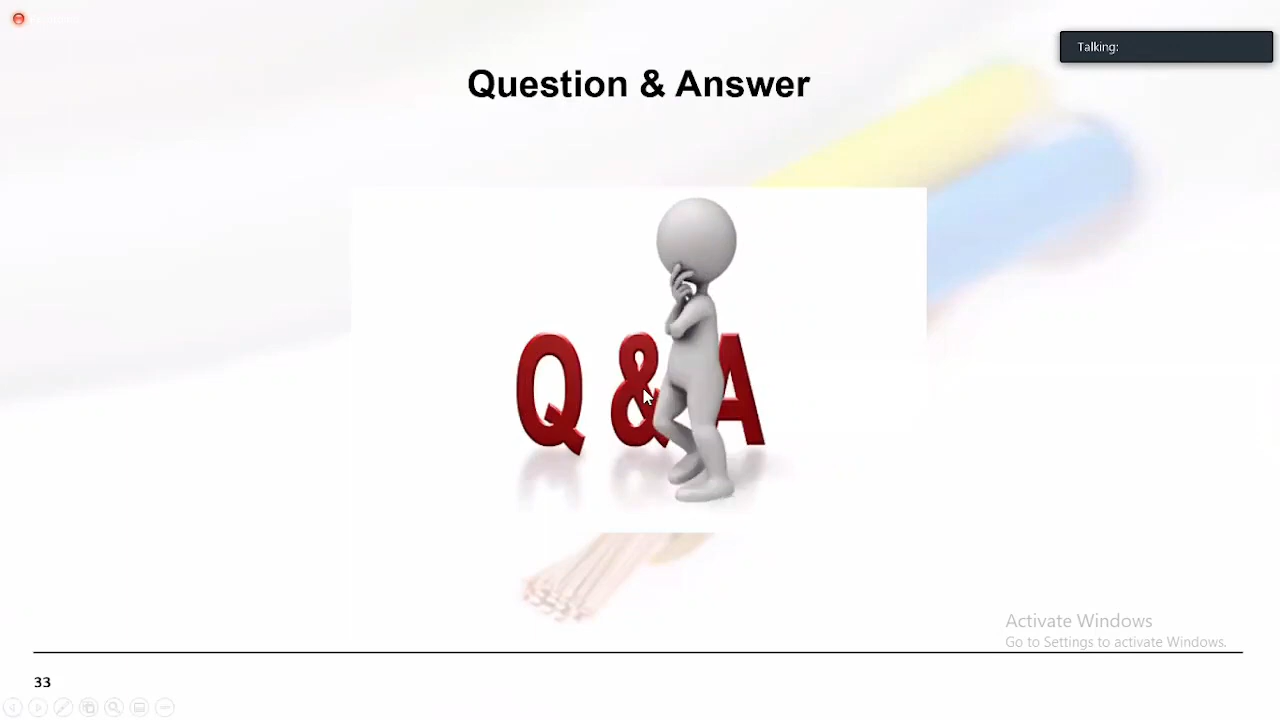 Talking:
Question & Answer
Q & A
Activate Windows
Go to Settings to activate Windows.
33